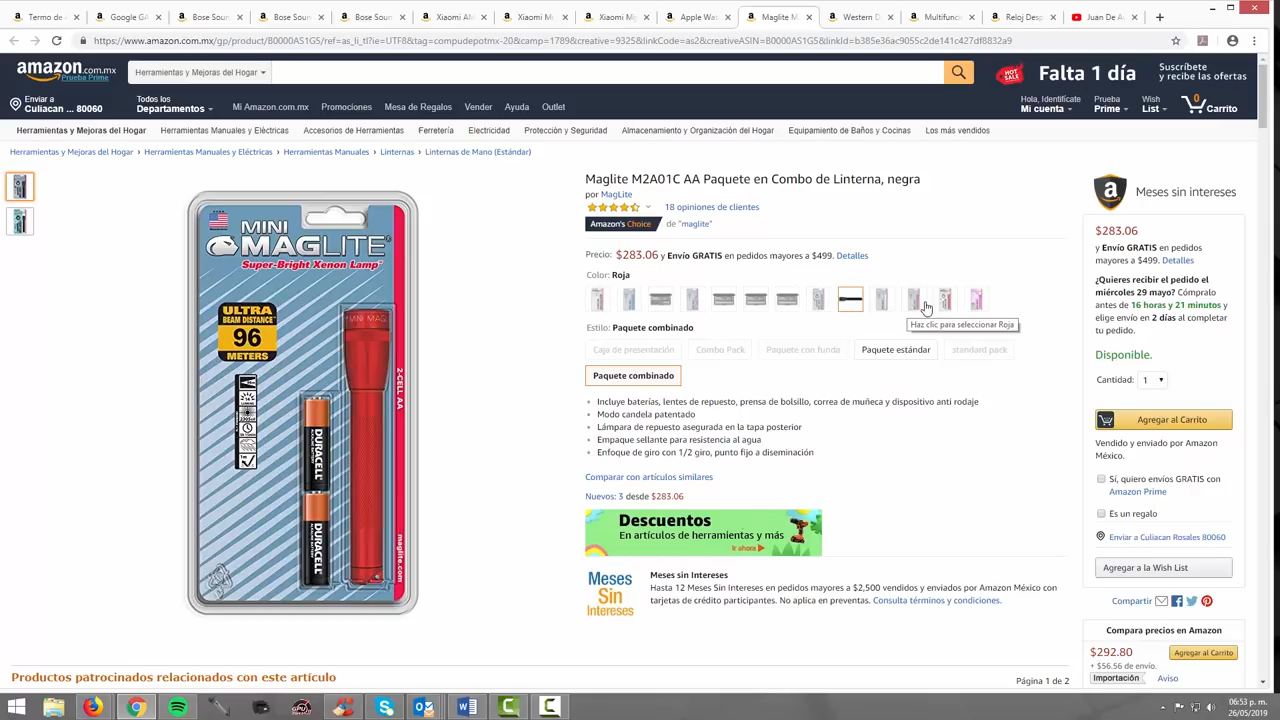 Termo de
Google G
Bose Soun
Bose Soun
Bose Soun
Xiaomi AM
Xiaomi M
Xiaomi M
Apple Wa
Maglite M
Western D
Multifunc
Reloj Desp
Juan De A
https://www.amazon.com.mx/gp/product/B0000AS1G5/ref=as_li_tl?ie=UTF8&tag=compudepotmx-20&camp=1789&creative=9325&linkCode=as2&creativeASIN=B0000AS1G5&linkId=b385e36ac9055c2de141c427df8832a9
amazon.com.mx
Prueba Prime
Herramientas y Mejoras del Hogar
HOT SALE
Falta 1 día
Suscríbete
y recibe las ofertas
Enviar a
Culiacan ... 80060
Todos los
Departamentos
Mi Amazon.com.mx
Promociones
Mesa de Regalos
Vender
Ayuda
Outlet
Hola, Identifícate
Mi cuenta
Prueba
Prime
Wish
List
0
Carrito
Herramientas y Mejoras del Hogar
Herramientas Manuales y Eléctricas
Accesorios de Herramientas
Ferretería
Electricidad
Protección y Seguridad
Almacenamiento y Organización del Hogar
Equipamiento de Baños y Cocinas
Los más vendidos
Herramientas y Mejoras del Hogar › Herramientas Manuales y Eléctricas › Herramientas Manuales › Linternas › Linternas de Mano (Estándar)
MINI
MAGLITE®
Super-Bright Xenon Lamp™
ULTRA
BEAM DISTANCE
96
METERS
MINI MAG
DURACELL
DURACELL
2-CELL AA
maglite.com
Maglite M2A01C AA Paquete en Combo de Linterna, negra
por MagLite
18 opiniones de clientes
Amazon's Choice de "maglite"
Precio: $283.06 y Envío GRATIS en pedidos mayores a $499. Detalles
Color: Roja
Haz clic para seleccionar Roja
Estilo: Paquete combinado
Caja de presentación
Combo Pack
Paquete con funda
Paquete estándar
standard pack
Paquete combinado
• Incluye baterías, lentes de repuesto, prensa de bolsillo, correa de muñeca y dispositivo anti rodaje
• Modo candela patentado
• Lámpara de repuesto asegurada en la tapa posterior
• Empaque sellante para resistencia al agua
• Enfoque de giro con 1/2 giro, punto fijo a diseminación
Comparar con artículos similares
Nuevos: 3 desde $283.06
Descuentos
En artículos de herramientas y más
Ir ahora ▶
Meses
Sin
Intereses
Meses sin Intereses
Hasta 12 Meses Sin Intereses en pedidos mayores a $2,500 vendidos y enviados por Amazon México con
tarjetas de crédito participantes. No aplica en preventas. Consulta términos y condiciones.
a
Meses sin intereses
$283.06
y Envío GRATIS en pedidos
mayores a $499. Detalles
¿Quieres recibir el pedido el
miércoles 29 mayo? Cómpralo
antes de 16 horas y 21 minutos y
elige envío en 2 días al completar
tu pedido.
Disponible.
Cantidad: 1
Agregar al Carrito
Vendido y enviado por Amazon
México.
Sí, quiero envíos GRATIS con
Amazon Prime
Es un regalo
Enviar a Culiacan Rosales 80060
Agregar a la Wish List
Compartir
Compara precios en Amazon
$292.80
Agregar al Carrito
+ $56.56 de envío.
Importación
Aviso
Productos patrocinados relacionados con este artículo
Página 1 de 2
06:53 p. m.
26/05/2019